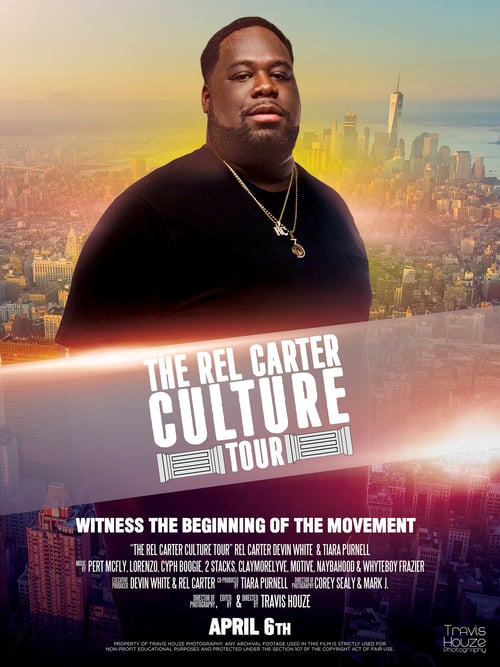 THE REL CARTER
CULTURE
TOUR
WITNESS THE BEGINNING OF THE MOVEMENT
"THE REL CARTER CULTURE TOUR" REL CARTER DEVIN WHITE & TIARA PURNELL
MUSIC BY PERT MCFLY, LORENZO, CYPH BOOGIE, 2 STACKS, CLAYMORELYVE, MOTIVE, NAYBAHOOD & WHYTEBOY FRAZIER
EXECUTIVE PRODUCER DEVIN WHITE & REL CARTER CO-PRODUCED BY TIARA PURNELL DIRECTOR OF PHOTOGRAPHY COREY SEALY & MARK J.
DIRECTOR OF PHOTOGRAPHY, EDITED BY & DIRECTED BY TRAVIS HOUZE
APRIL 6TH
PROPERTY OF TRAVIS HOUZE PHOTOGRAPHY. ANY ARCHIVAL FOOTAGE USED IN THIS FILM IS STRICTLY USED FOR
NON-PROFIT EDUCATIONAL PURPOSES AND PROTECTED UNDER THE SECTION 107 OF THE COPYRIGHT ACT OF FAIR USE.
Travis
Houze
Photography